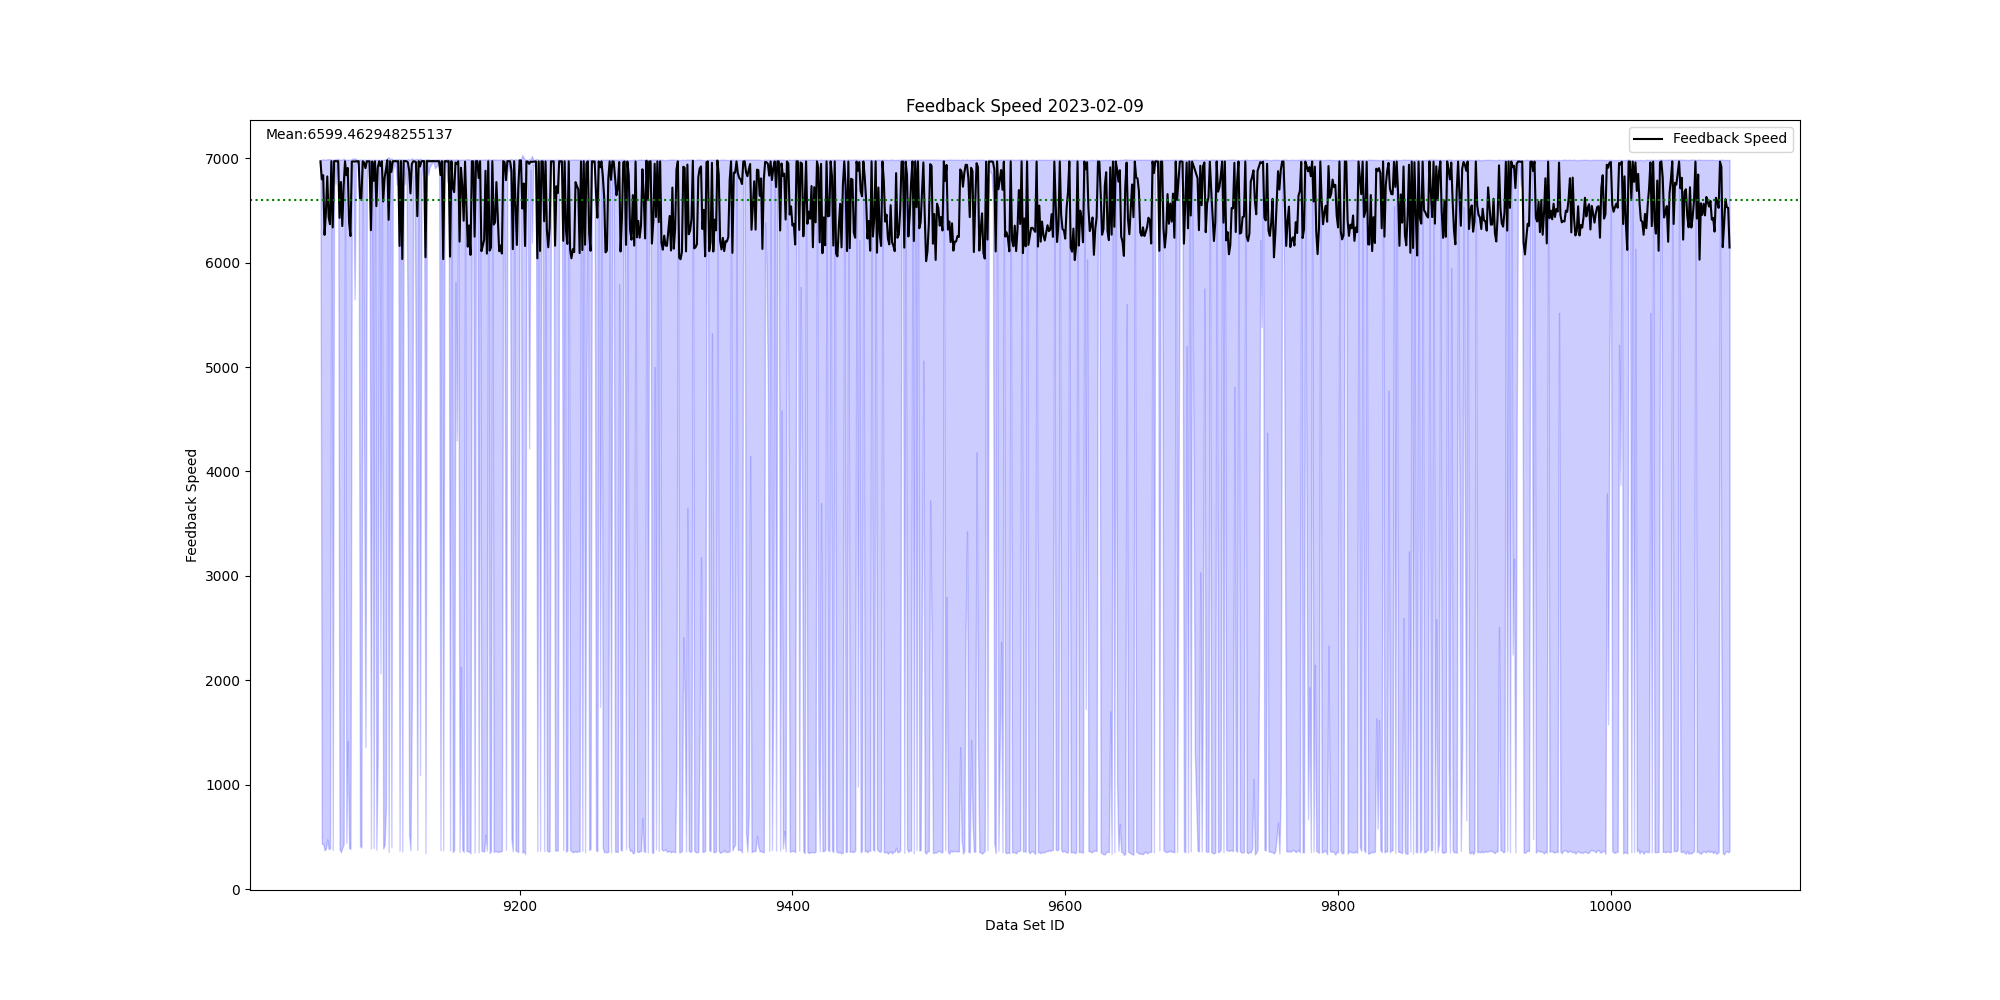 Feedback Speed 2023-02-09
Mean:6599.462948255137
Feedback Speed
7000
6000
5000
4000
3000
2000
1000
0
Feedback Speed
9200 9400 9600 9800 10000
Data Set ID